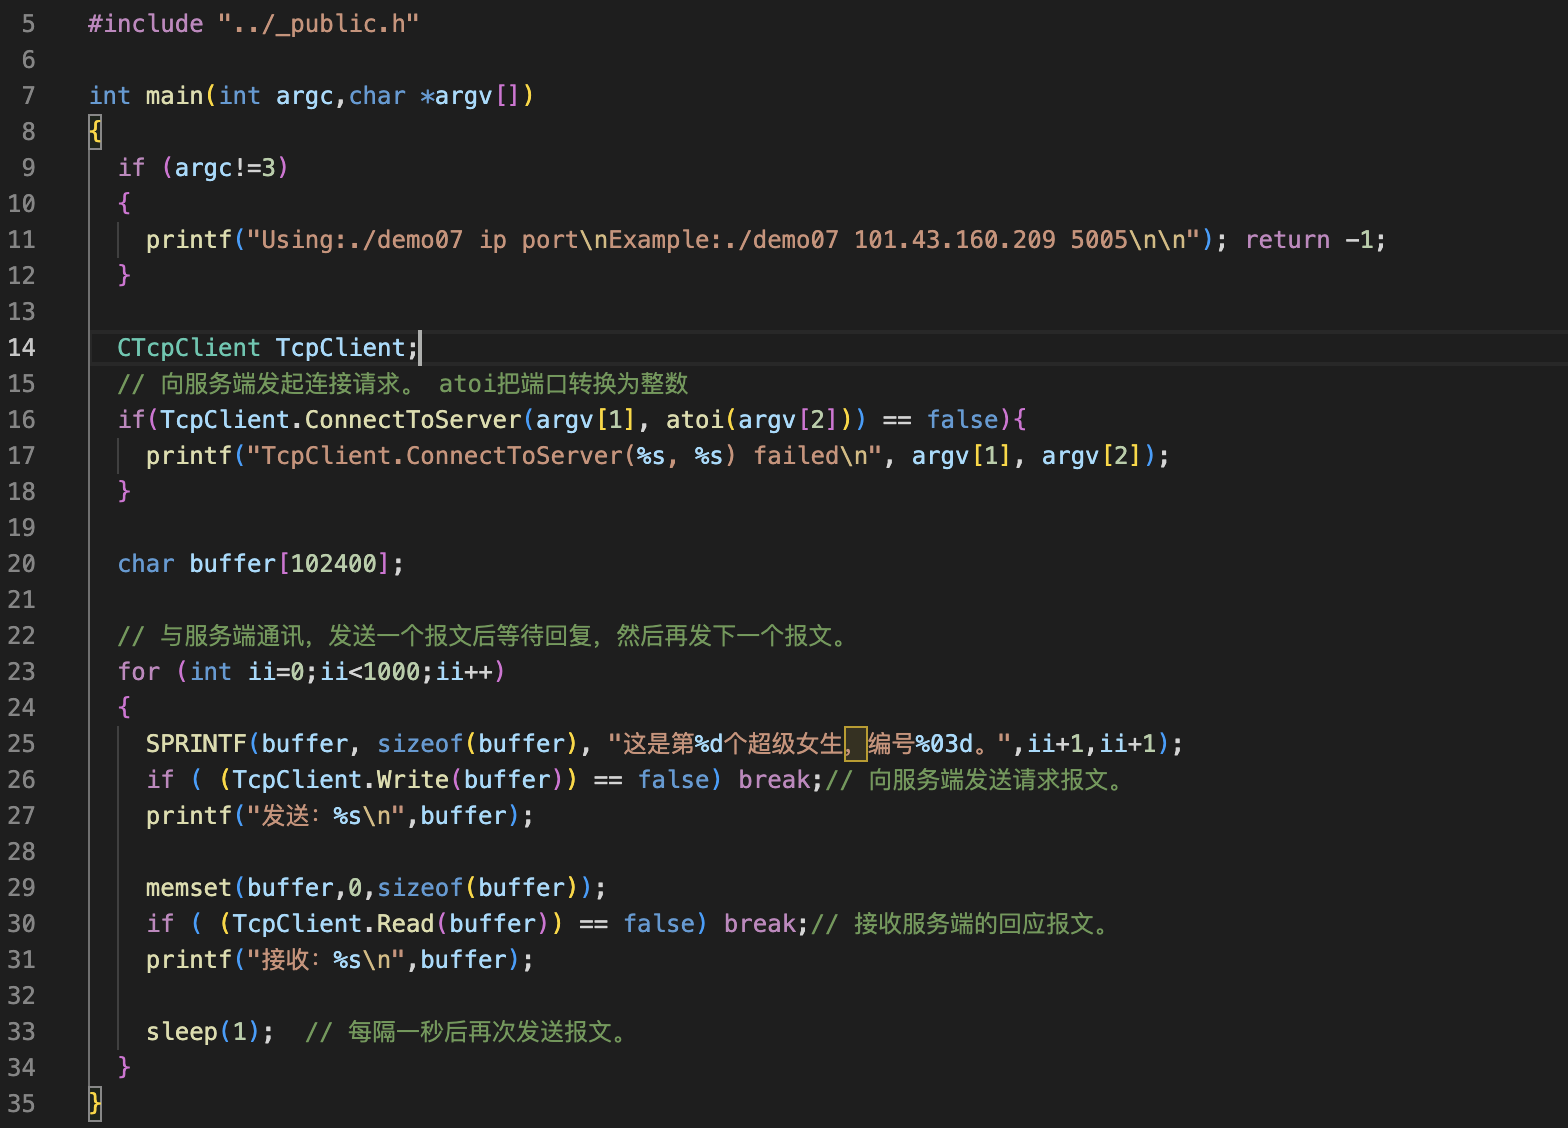 5 #include "../_public.h"
6
7 int main(int argc,char *argv[])
8 {
9 if (argc!=3)
10 {
11 printf("Using:./demo07 ip port\nExample:./demo07 101.43.160.209 5005\n\n"); return -1;
12 }
13
14 CTcpClient TcpClient;
15 // 向服务端发起连接请求。 atoi把端口转换为整数
16 if(TcpClient.ConnectToServer(argv[1], atoi(argv[2])) == false){
17 printf("TcpClient.ConnectToServer(%s, %s) failed\n", argv[1], argv[2]);
18 }
19
20 char buffer[102400];
21
22 // 与服务端通讯，发送一个报文后等待回复，然后再发下一个报文。
23 for (int ii=0;ii<1000;ii++)
24 {
25 SPRINTF(buffer, sizeof(buffer), "这是第%d个超级女生，编号%03d。",ii+1,ii+1);
26 if ( (TcpClient.Write(buffer)) == false) break;// 向服务端发送请求报文。
27 printf("发送：%s\n",buffer);
28
29 memset(buffer,0,sizeof(buffer));
30 if ( (TcpClient.Read(buffer)) == false) break;// 接收服务端的回应报文。
31 printf("接收：%s\n",buffer);
32
33 sleep(1); // 每隔一秒后再次发送报文。
34 }
35 }